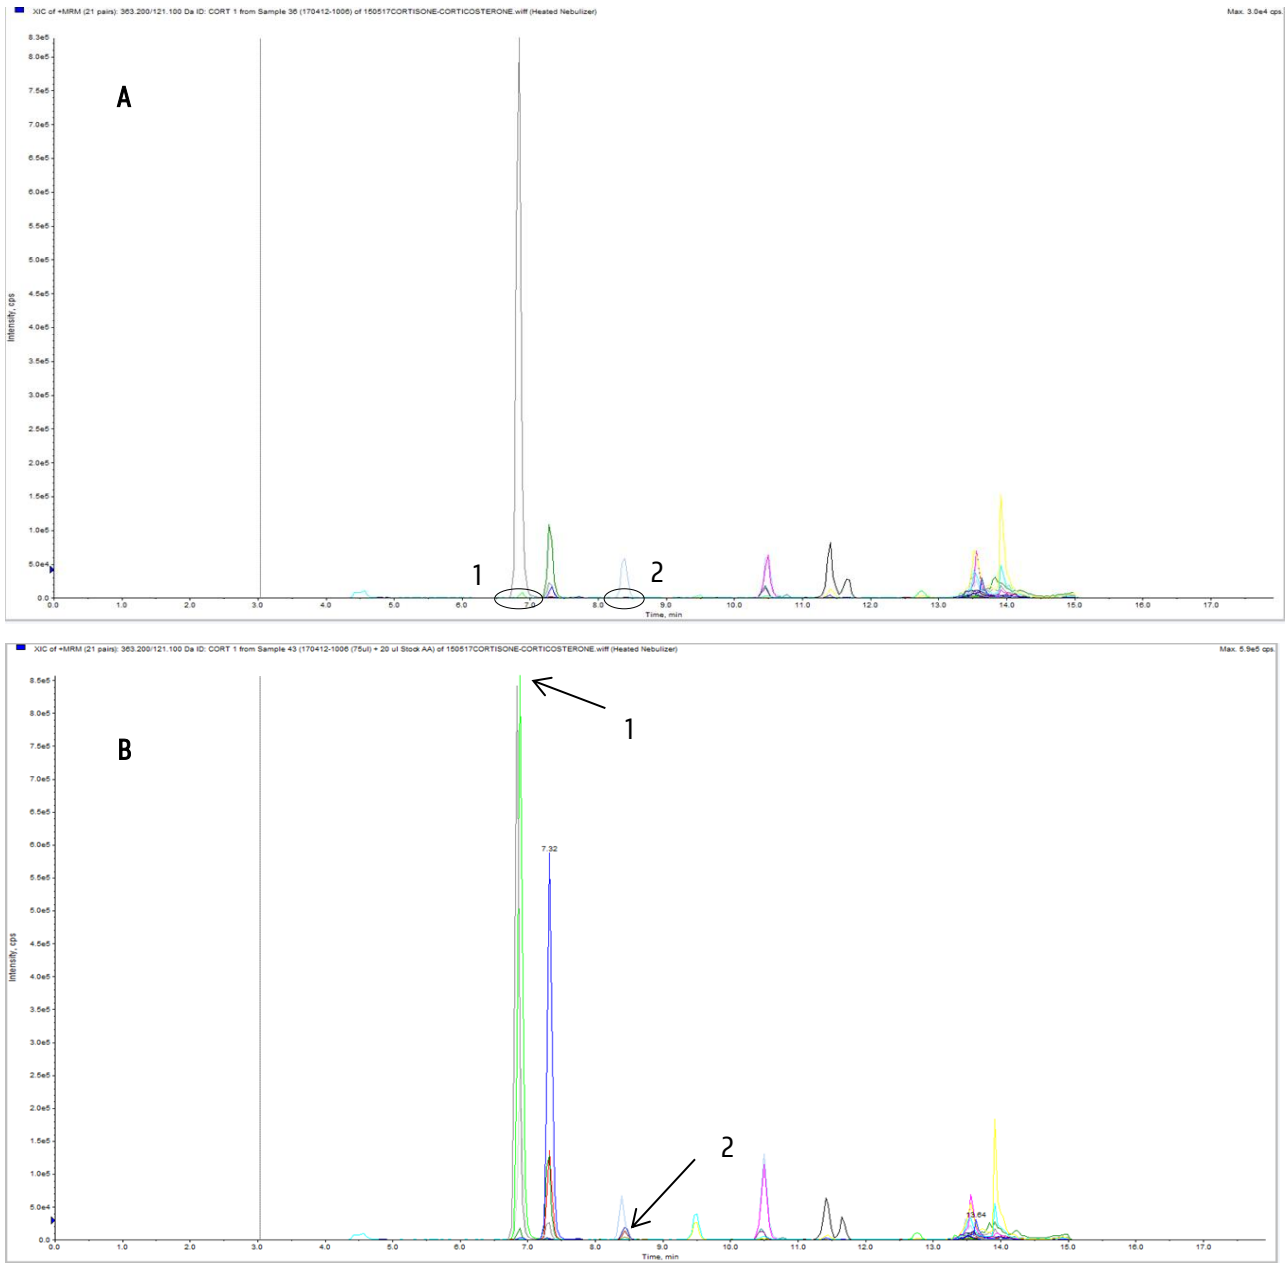 XIC of +MRM (21 pairs): 363.200/121.100 Da ID: CORT 1 from Sample 36 (170412-1006) of 150517CORTISONE-CORTICOSTERONE.wiff (Heated Nebulizer)
Max. 3.0e4 cps.
A
8.3e5
8.0e5
7.5e5
7.0e5
6.5e5
6.0e5
5.5e5
5.0e5
4.5e5
4.0e5
3.5e5
3.0e5
2.5e5
2.0e5
1.5e5
1.0e5
5.0e4
0.0
Intensity, cps
1
2
0.0 1.0 2.0 3.0 4.0 5.0 6.0 7.0 8.0 9.0 10.0 11.0 12.0 13.0 14.0 15.0 16.0 17.0
Time, min
XIC of +MRM (21 pairs): 363.200/121.100 Da ID: CORT 1 from Sample 43 (170412-1006 (75ul) + 20 ul Stock AA) of 150517CORTISONE-CORTICOSTERONE.wiff (Heated Nebulizer)
Max. 5.9e5 cps.
B
1
7.32
2
13.64
8.5e5
8.0e5
7.5e5
7.0e5
6.5e5
6.0e5
5.5e5
5.0e5
4.5e5
4.0e5
3.5e5
3.0e5
2.5e5
2.0e5
1.5e5
1.0e5
5.0e4
0.0
Intensity, cps
0.0 1.0 2.0 3.0 4.0 5.0 6.0 7.0 8.0 9.0 10.0 11.0 12.0 13.0 14.0 15.0 16.0 17.0
Time, min